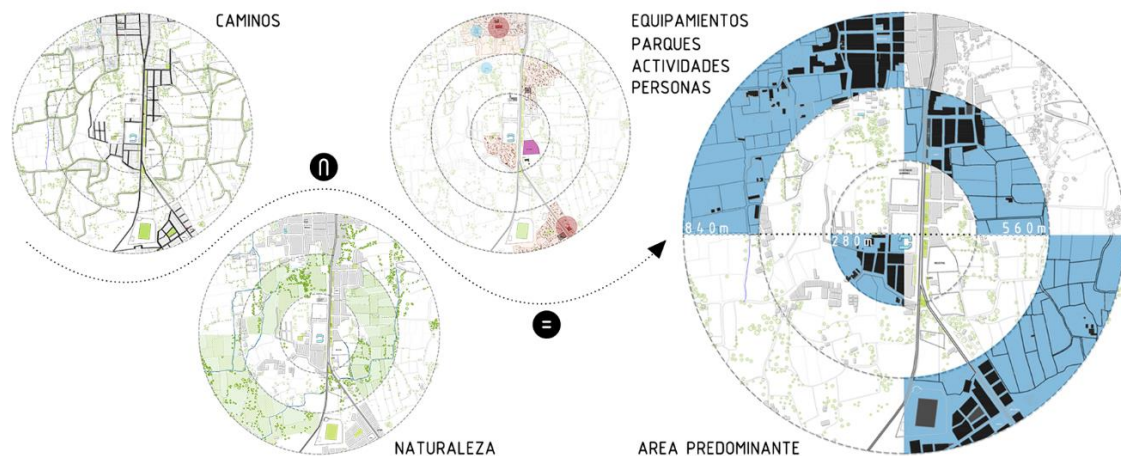 CAMINOS
EQUIPAMIENTOS
PARQUES
ACTIVIDADES
PERSONAS
∩
840m
280m
560m
=
NATURALEZA
AREA PREDOMINANTE